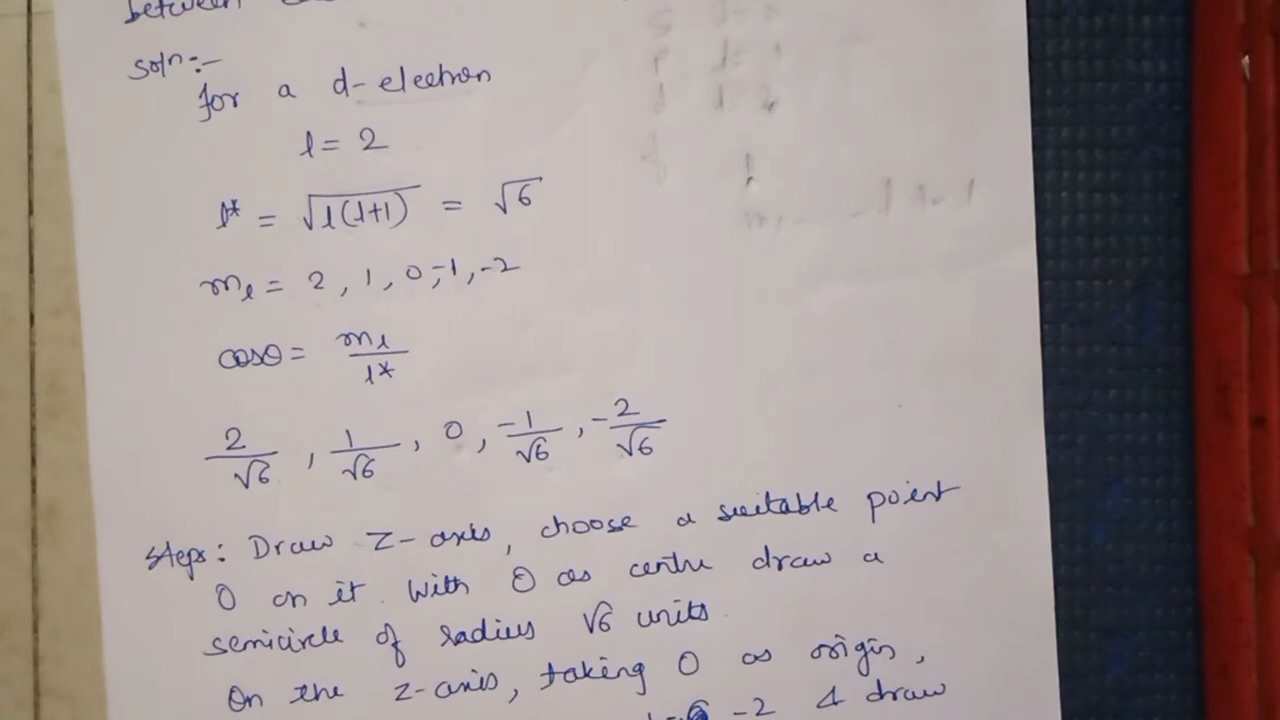 between
Soln:-
for a d-electron
l = 2
l* = √l(l+1) = √6
ml = 2, 1, 0, -1, -2
cosθ = ml/l*
2/√6, 1/√6, 0, -1/√6, -2/√6
Steps: Draw Z-axis, choose a suitable point
O on it. With O as centre draw a
semicircle of radius √6 units.
On the z-axis, taking O as origin,
-2 & draw